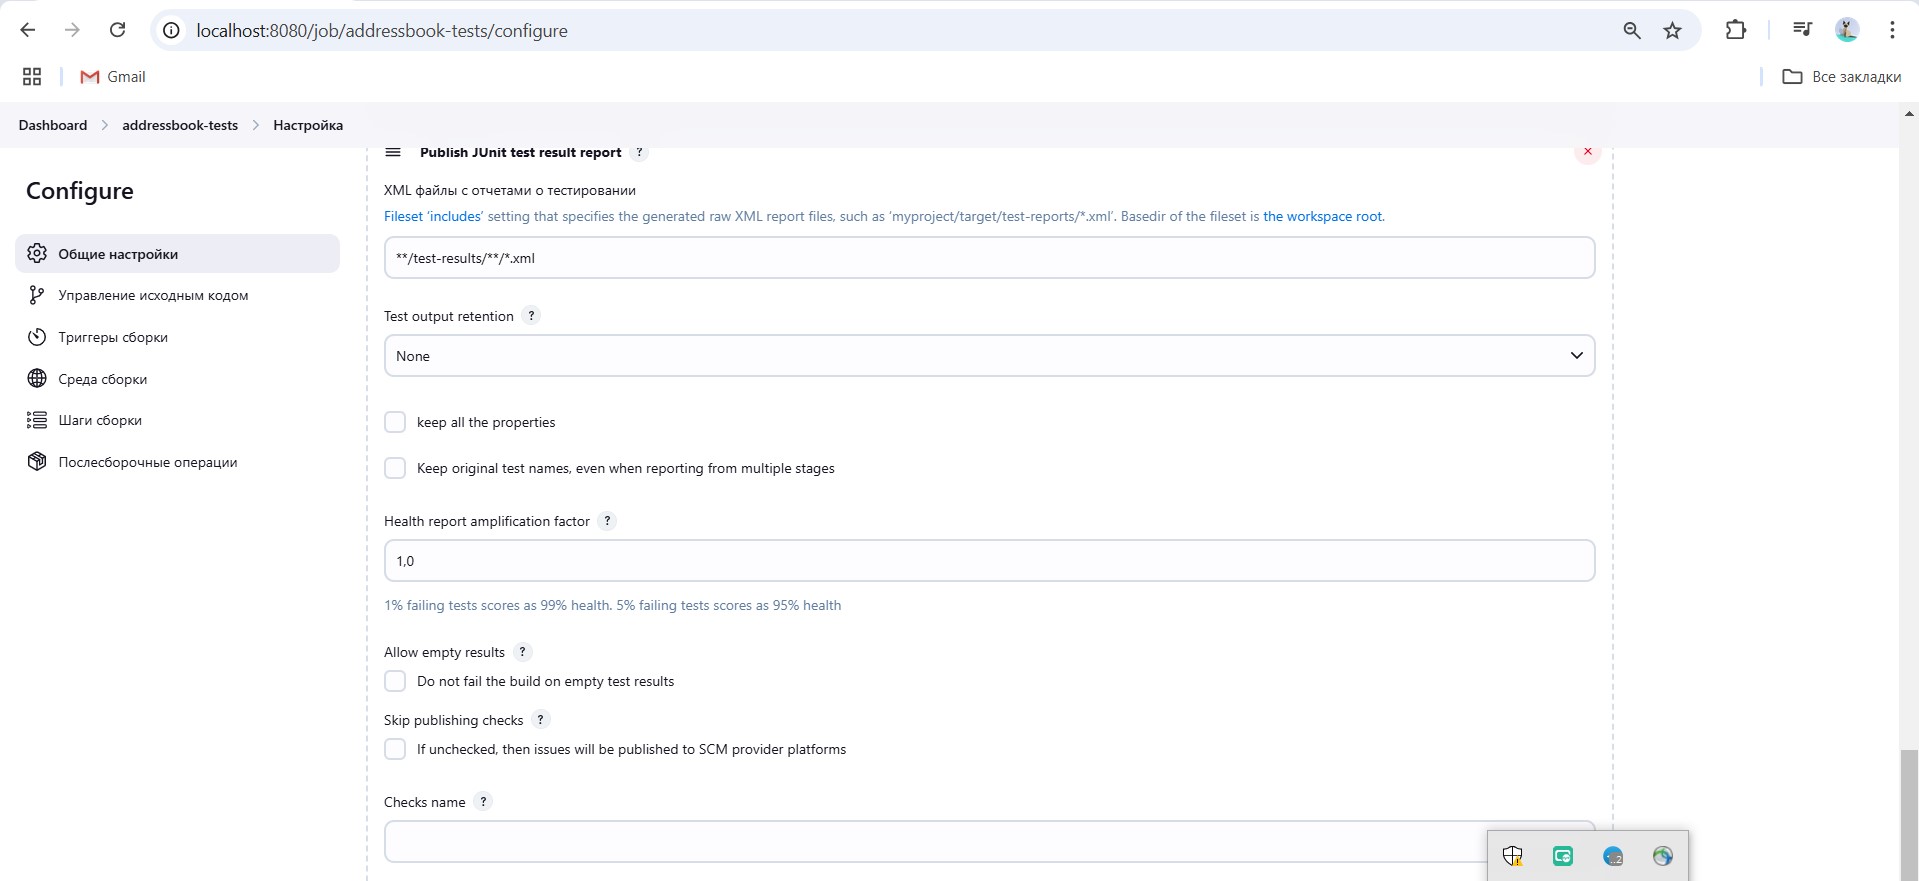 localhost:8080/job/addressbook-tests/configure
Gmail
Все закладки
Dashboard
addressbook-tests
Настройка
Configure
Общие настройки
Управление исходным кодом
Триггеры сборки
Среда сборки
Шаги сборки
Послесборочные операции
Publish JUnit test result report ?
XML файлы с отчетами о тестировании
Fileset 'includes' setting that specifies the generated raw XML report files, such as 'myproject/target/test-reports/*.xml'. Basedir of the fileset is the workspace root.
**/test-results/**/*.xml
Test output retention ?
None
keep all the properties
Keep original test names, even when reporting from multiple stages
Health report amplification factor ?
1,0
1% failing tests scores as 99% health. 5% failing tests scores as 95% health
Allow empty results ?
Do not fail the build on empty test results
Skip publishing checks ?
If unchecked, then issues will be published to SCM provider platforms
Checks name ?